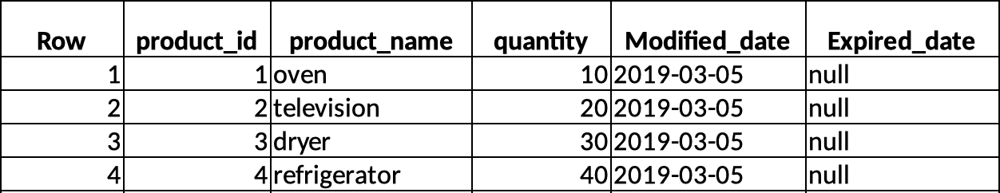 Row product_id product_name quantity Modified_date Expired_date
1 1 oven 10 2019-03-05 null
2 2 television 20 2019-03-05 null
3 3 dryer 30 2019-03-05 null
4 4 refrigerator 40 2019-03-05 null